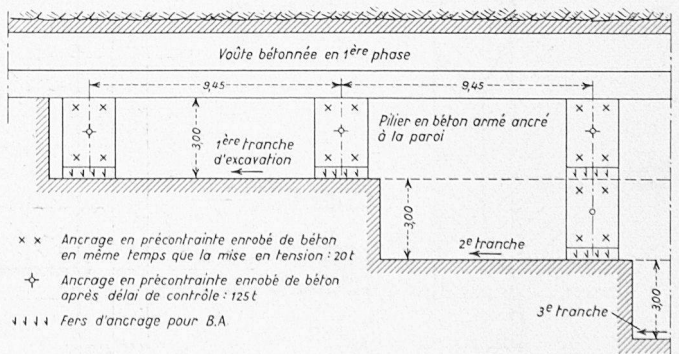 Voûte bétonnée en 1ère phase
9,45
9,45
3,00
1ère tranche
d'excavation
Pilier en béton armé ancré
à la paroi
3,00
2e tranche
3,00
3e tranche
x x Ancrage en précontrainte enrobé de béton
en même temps que la mise en tension : 20 t
Ancrage en précontrainte enrobé de béton
après délai de contrôle : 125 t
Fers d'ancrage pour B.A.